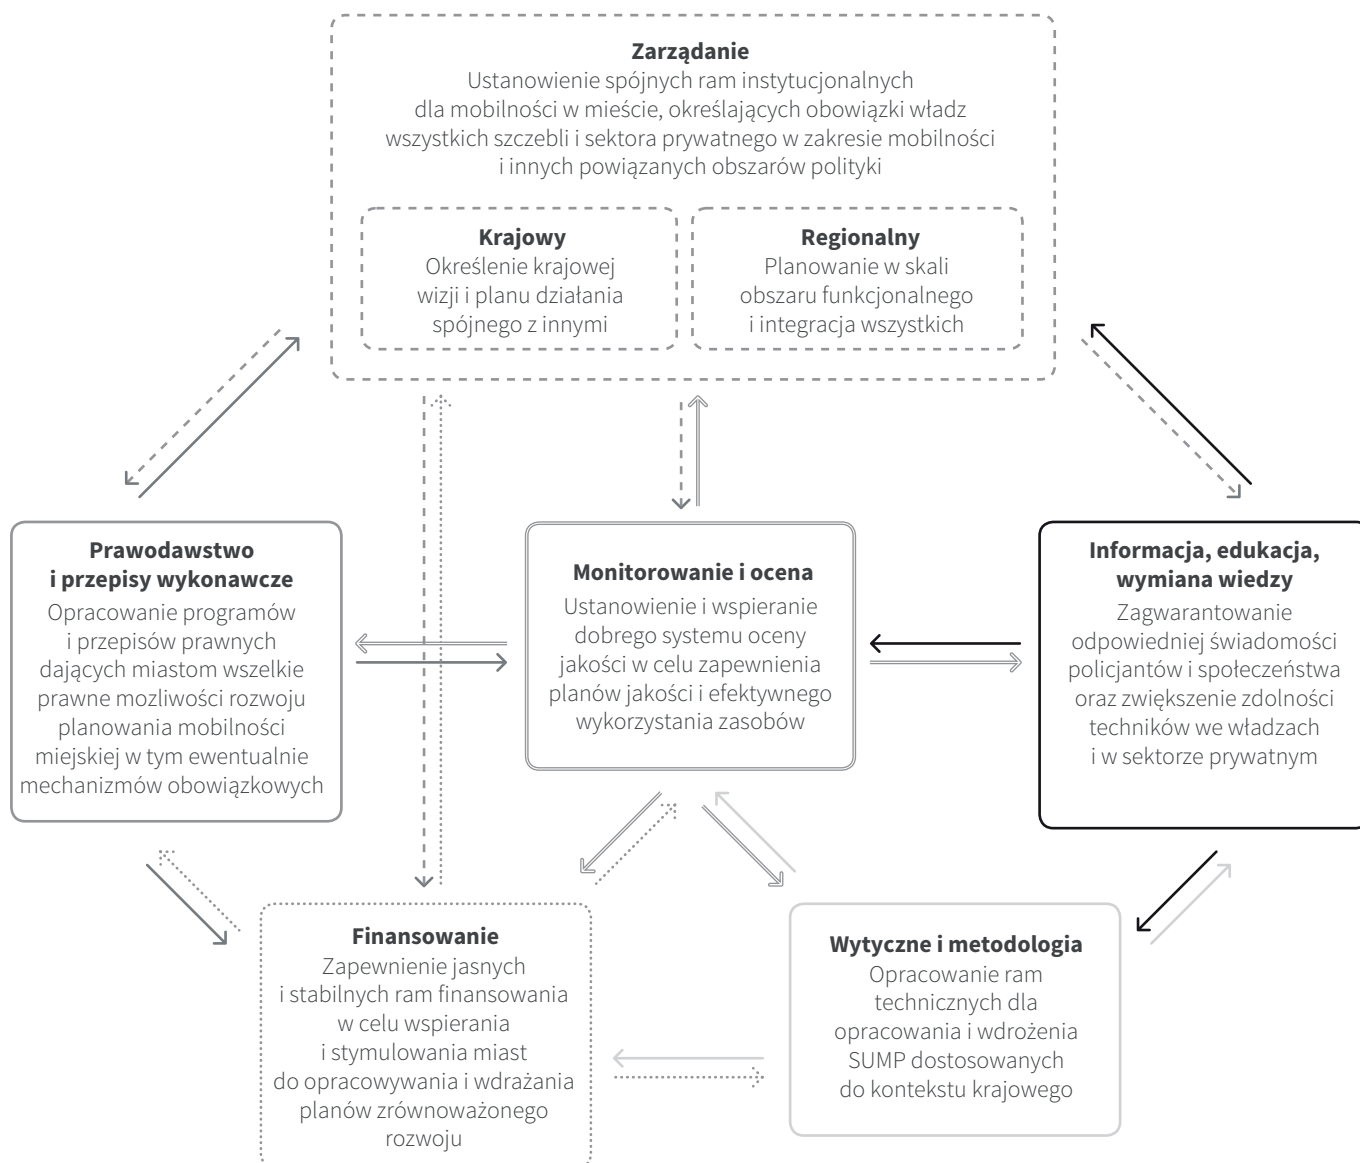 Zarządanie
Ustanowienie spójnych ram instytucjonalnych
dla mobilności w mieście, określających obowiązki władz
wszystkich szczebli i sektora prywatnego w zakresie mobilności
i innych powiązanych obszarów polityki
Krajowy
Określenie krajowej
wizji i planu działania
spójnego z innymi
Regionalny
Planowanie w skali
obszaru funkcjonalnego
i integracja wszystkich
Prawodawstwo
i przepisy wykonawcze
Opracowanie programów
i przepisów prawnych
dających miastom wszelkie
prawne mozliwości rozwoju
planowania mobilności
miejskiej w tym ewentualnie
mechanizmów obowiązkowych
Monitorowanie i ocena
Ustanowienie i wspieranie
dobrego systemu oceny
jakości w celu zapewnienia
planów jakości i efektywnego
wykorzystania zasobów
Informacja, edukacja,
wymiana wiedzy
Zagwarantowanie
odpowiedniej świadomości
policjantów i społeczeństwa
oraz zwiększenie zdolności
techników we władzach
i w sektorze prywatnym
Finansowanie
Zapewnienie jasnych
i stabilnych ram finansowania
w celu wspierania
i stymulowania miast
do opracowywania i wdrażania
planów zrównoważonego
rozwoju
Wytyczne i metodologia
Opracowanie ram
technicznych dla
opracowania i wdrożenia
SUMP dostosowanych
do kontekstu krajowego